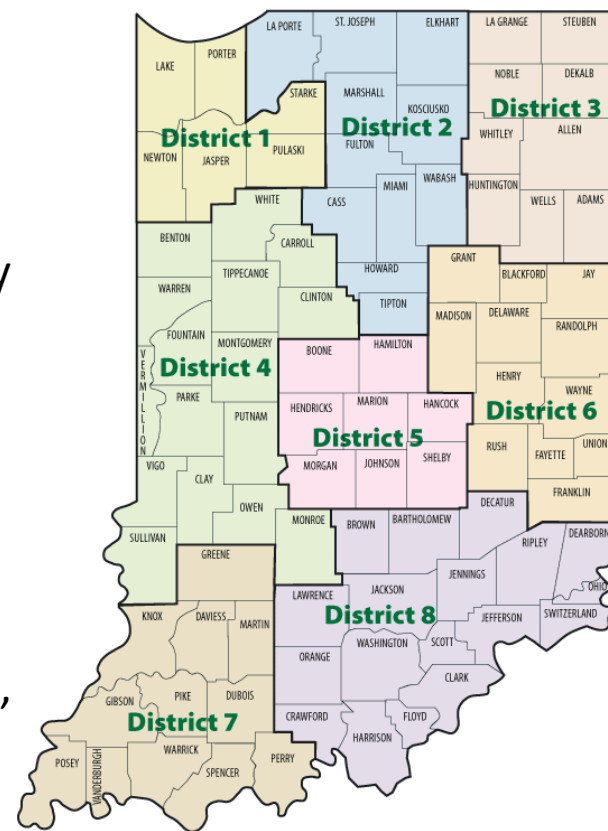 LA PORTE
ST. JOSEPH
ELKHART
LA GRANGE
STEUBEN
LAKE
PORTER
NOBLE
DEKALB
STARKE
MARSHALL
KOSCIUSKO
District 3
District 1
District 2
WHITLEY
ALLEN
NEWTON
JASPER
PULASKI
FULTON
MIAMI
WABASH
HUNTINGTON
WELLS
ADAMS
WHITE
CASS
BENTON
CARROLL
GRANT
y
TIPPECANOE
HOWARD
BLACKFORD
JAY
WARREN
CLINTON
TIPTON
MADISON
DELAWARE
RANDOLPH
FOUNTAIN
MONTGOMERY
BOONE
HAMILTON
VERMILLION
District 4
HENRY
WAYNE
PARKE
PUTNAM
HENDRICKS
MARION
HANCOCK
District 6
District 5
RUSH
FAYETTE
UNION
VIGO
CLAY
MORGAN
JOHNSON
SHELBY
FRANKLIN
OWEN
DECATUR
SULLIVAN
MONROE
BROWN
BARTHOLOMEW
RIPLEY
DEARBORN
GREENE
JENNINGS
OHIO
LAWRENCE
JACKSON
KNOX
DAVIESS
MARTIN
District 8
JEFFERSON
SWITZERLAND
WASHINGTON
SCOTT
ORANGE
CLARK
,
GIBSON
PIKE
DUBOIS
CRAWFORD
FLOYD
District 7
HARRISON
POSEY
VANDERBURGH
WARRICK
SPENCER
PERRY